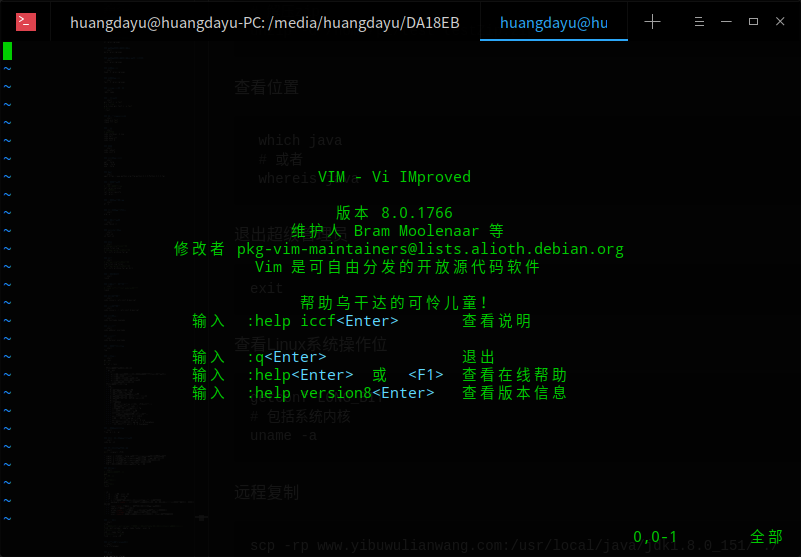 huangdayu@huangdayu-PC: /media/huangdayu/DA18EB
huangdayu@hu
查看位置
which java
# 或者
whereis
VIM - Vi IMproved
版本 8.0.1766
维护人 Bram Moolenaar 等
修改者 pkg-vim-maintainers@lists.alioth.debian.org
Vim 是可自由分发的开放源代码软件
exit
帮助乌干达的可怜儿童!
输入 :help iccf<Enter> 查看说明
查看Linux系统操作位
输入 :q<Enter> 退出
输入 :help<Enter> 或 <F1> 查看在线帮助
输入 :help version8<Enter> 查看版本信息
# 包括系统内核
uname -a
远程复制
0,0-1 全部
scp -rp www.yibuwulianwang.com:/usr/local/java/